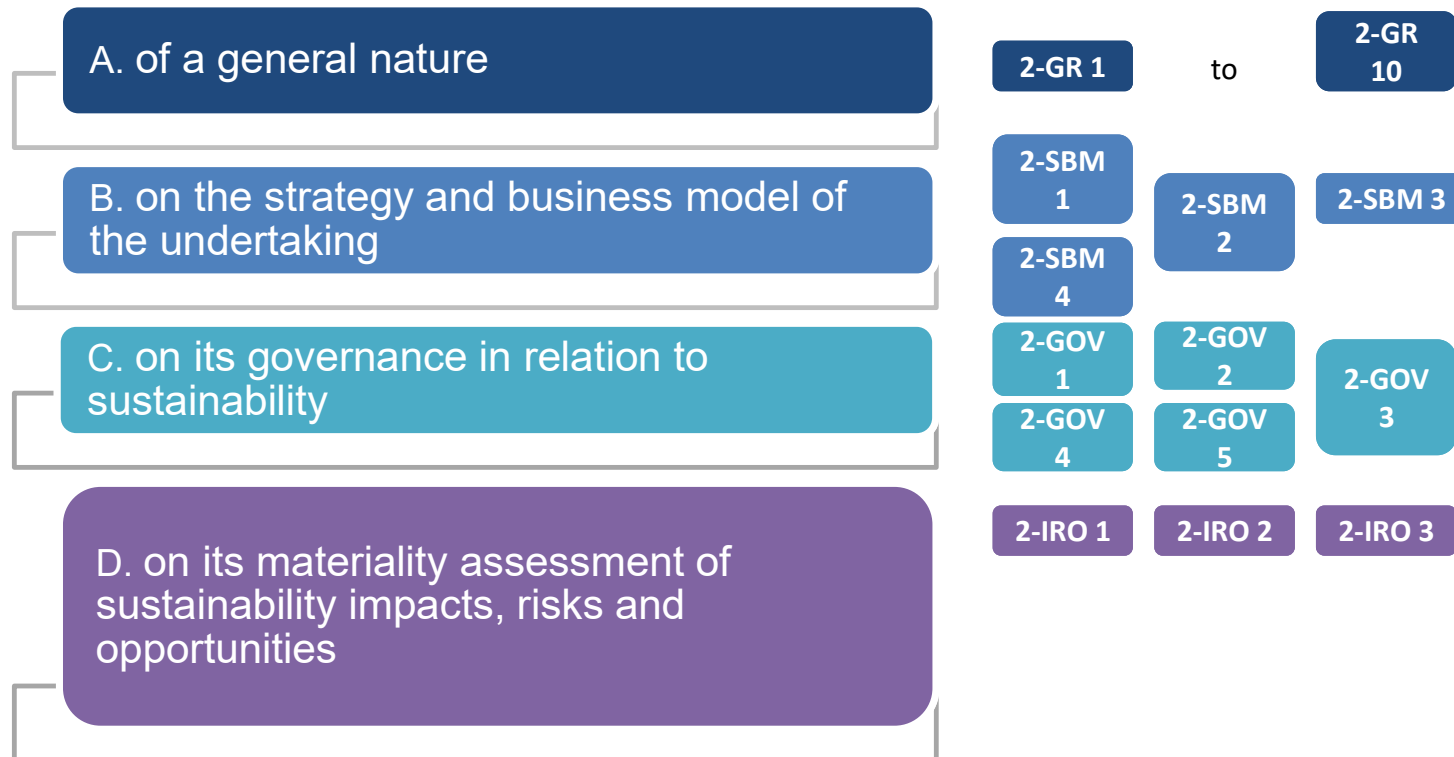 A. of a general nature
2-GR 1
to
2-GR
10
B. on the strategy and business model of
the undertaking
2-SBM
1
2-SBM
2
2-SBM 3
2-SBM
4
C. on its governance in relation to
sustainability
2-GOV
1
2-GOV
2
2-GOV
3
2-GOV
4
2-GOV
5
D. on its materiality assessment of
sustainability impacts, risks and
opportunities
2-IRO 1
2-IRO 2
2-IRO 3